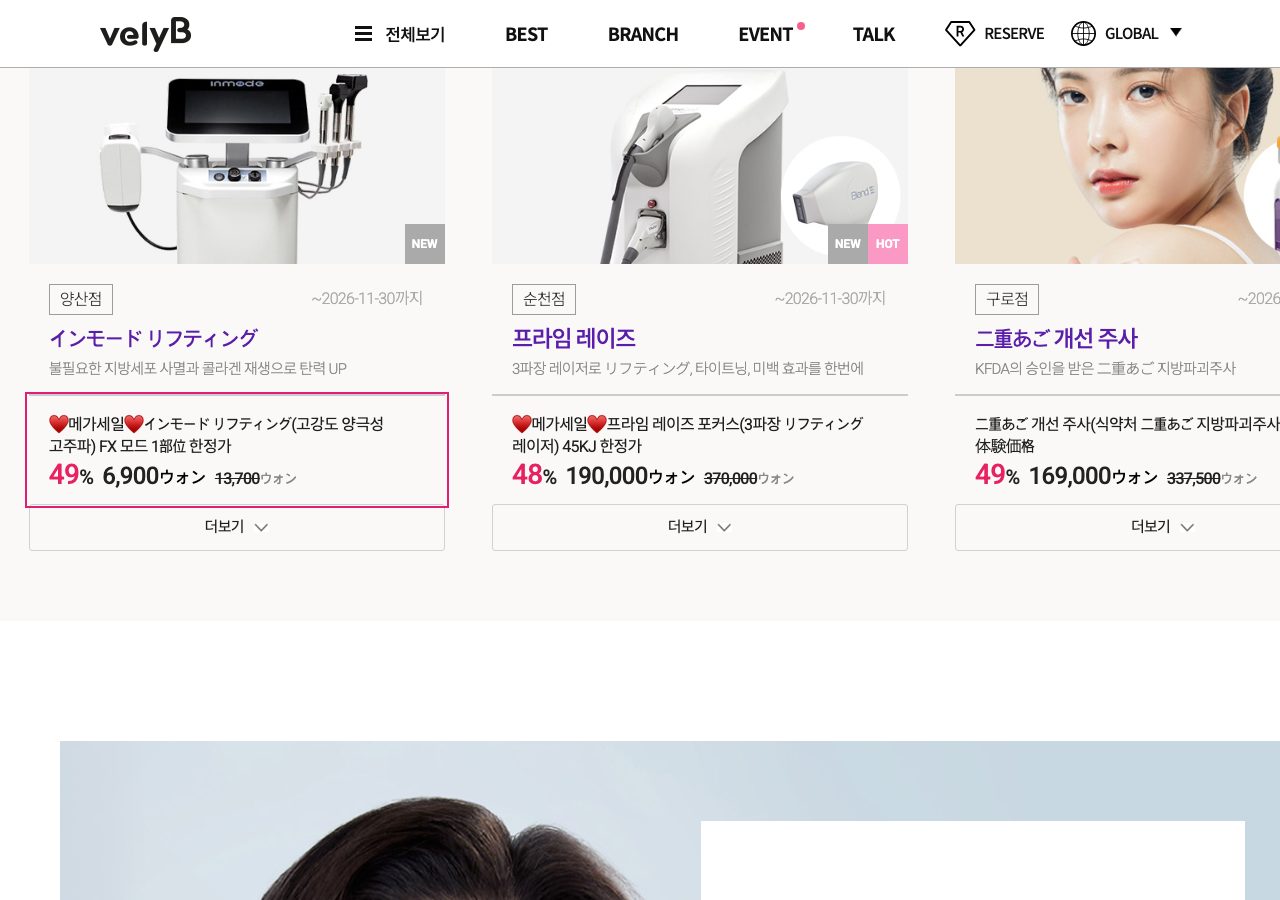 velyB
전체보기
BEST
BRANCH
EVENT
TALK
R
RESERVE
GLOBAL
inmode
NEW
Blend
NEW
HOT
양산점
~2026-11-30까지
インモード リフティング
불필요한 지방세포 사멸과 콜라겐 재생으로 탄력 UP
❤️메가세일❤️インモード リフティング(고강도 양극성
고주파) FX 모드 1部位 한정가
49% 6,900ウォン 13,700ウォン
더보기
순천점
~2026-11-30까지
프라임 레이즈
3파장 레이저로 リフティング, 타이트닝, 미백 효과를 한번에
❤️메가세일❤️프라임 레이즈 포커스(3파장 リフティング
레이저) 45KJ 한정가
48% 190,000ウォン 370,000ウォン
더보기
구로점
~2026
二重あご 개선 주사
KFDA의 승인을 받은 二重あご 지방파괴주사
二重あご 개선 주사(식약처 二重あご 지방파괴주사
体験価格
49% 169,000ウォン 337,500ウォン
더보기